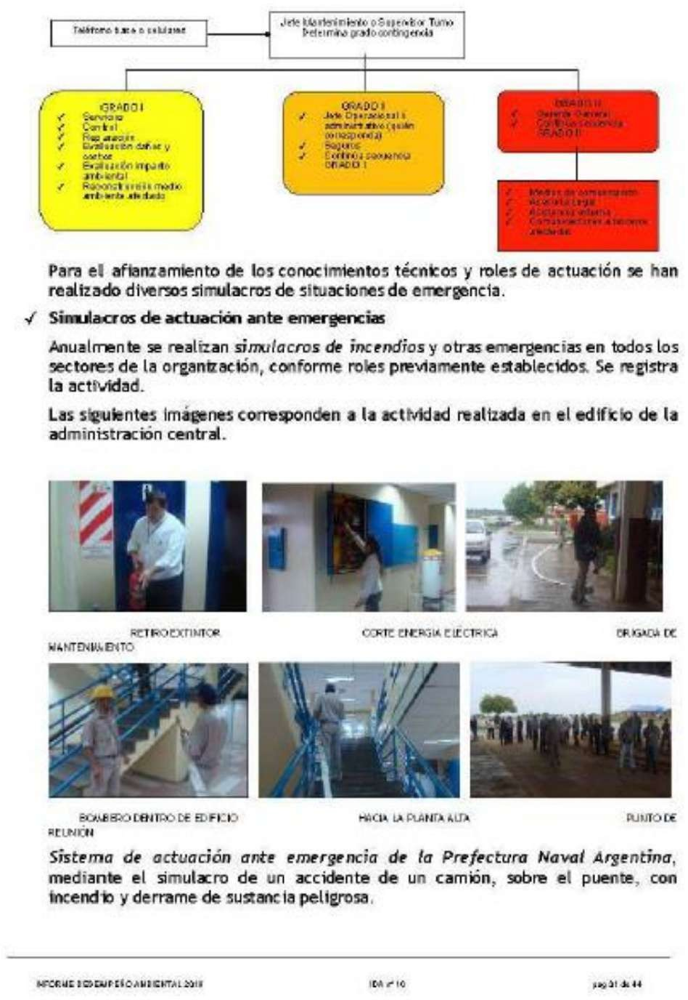 Teléfono base o celulares
Jefe Mantenimiento o Supervisor Turno
Determina grado contingencia
GRADO I
✓ Servicios
✓ Control
✓ Reparación
✓ Evaluación daños y
costos
✓ Evaluación impacto
ambiental
✓ Reconstrucción medio
ambiente afectado
GRADO II
✓ Jefe Operacional o
administrativo (quién
corresponda)
✓ Seguros
✓ Continúa secuencia
GRADO I
GRADO
✓ Gerente General
✓ Continúa secuencia
GRADO II
✓ Medios de comunicación
✓ Asesoría Legal
✓ Asistencia externa
✓ Comunicaciones a terceros
afectados
Para el afianzamiento de los conocimientos técnicos y roles de actuación se han
realizado diversos simulacros de situaciones de emergencia.
✓ Simulacros de actuación ante emergencias
Anualmente se realizan simulacros de incendios y otras emergencias en todos los
sectores de la organización, conforme roles previamente establecidos. Se registra
la actividad.
Las siguientes imágenes corresponden a la actividad realizada en el edificio de la
administración central.
RETIRO EXTINTOR CORTE ENERGIA ELÉCTRICA BRIGADA DE
MANTENIMIENTO
BOMBERO DENTRO DE EDIFICIO HACIA LA PLANTA ALTA PUNTO DE
REUNIÓN
Sistema de actuación ante emergencia de la Prefectura Naval Argentina,
mediante el simulacro de un accidente de un camión, sobre el puente, con
incendio y derrame de sustancia peligrosa.
INFORME DESEMPEÑO AMBIENTAL 2010 IDA nº 10 pag 31 de 44